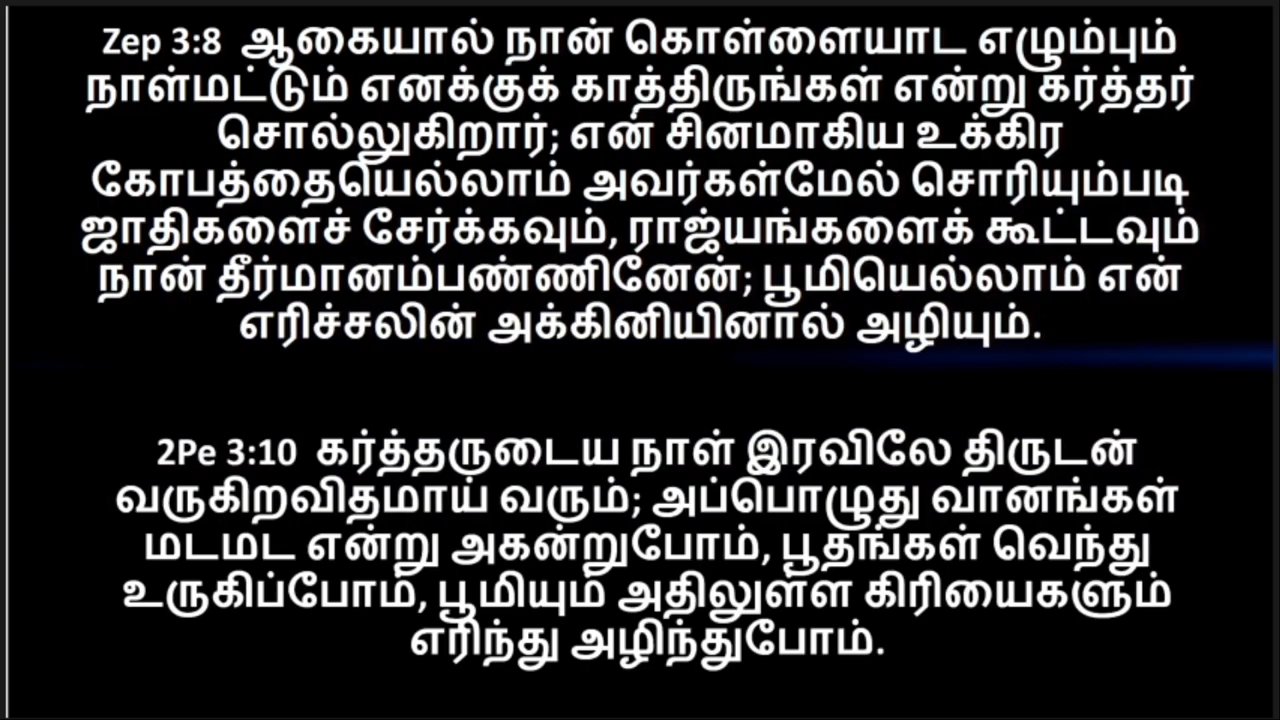 Zep 3:8 ஆகையால் நான் கொள்ளையாட எழும்பும்
நாள்மட்டும் எனக்குக் காத்திருங்கள் என்று கர்த்தர்
சொல்லுகிறார்; என் சினமாகிய உக்கிர
கோபத்தையெல்லாம் அவர்கள்மேல் சொரியும்படி
ஜாதிகளைச் சேர்க்கவும், ராஜ்யங்களைக் கூட்டவும்
நான் தீர்மானம்பண்ணினேன்; பூமியெல்லாம் என்
எரிச்சலின் அக்கினியினால் அழியும்.
2Pe 3:10 கர்த்தருடைய நாள் இரவிலே திருடன்
வருகிறவிதமாய் வரும்; அப்பொழுது வானங்கள்
மடமட என்று அகன்றுபோம், பூதங்கள் வெந்து
உருகிப்போம், பூமியும் அதிலுள்ள கிரியைகளும்
எரிந்து அழிந்துபோம்.